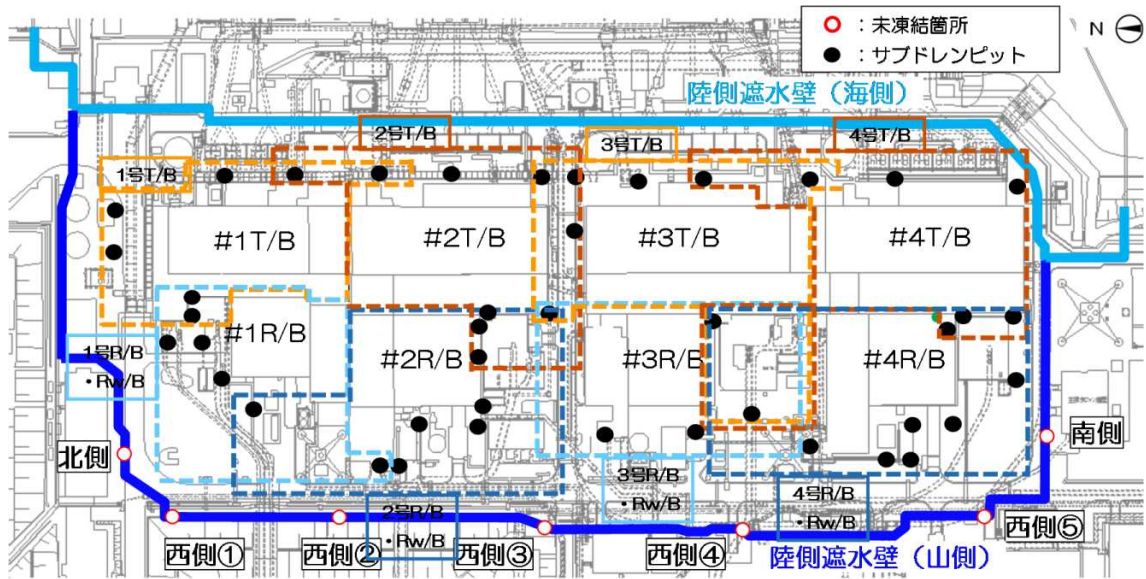 ○ : 未凍結箇所
● : サブドレンピット
N
陸側遮水壁（海側）
2号T/B
3号T/B
4号T/B
1号T/B
#1T/B
#2T/B
#3T/B
#4T/B
#1R/B
#2R/B
#3R/B
#4R/B
1号R/B
・Rw/B
北側
南側
3号R/B
・Rw/B
4号R/B
・Rw/B
2号R/B
・Rw/B
西側①
西側②
西側③
西側④
西側⑤
陸側遮水壁（山側）